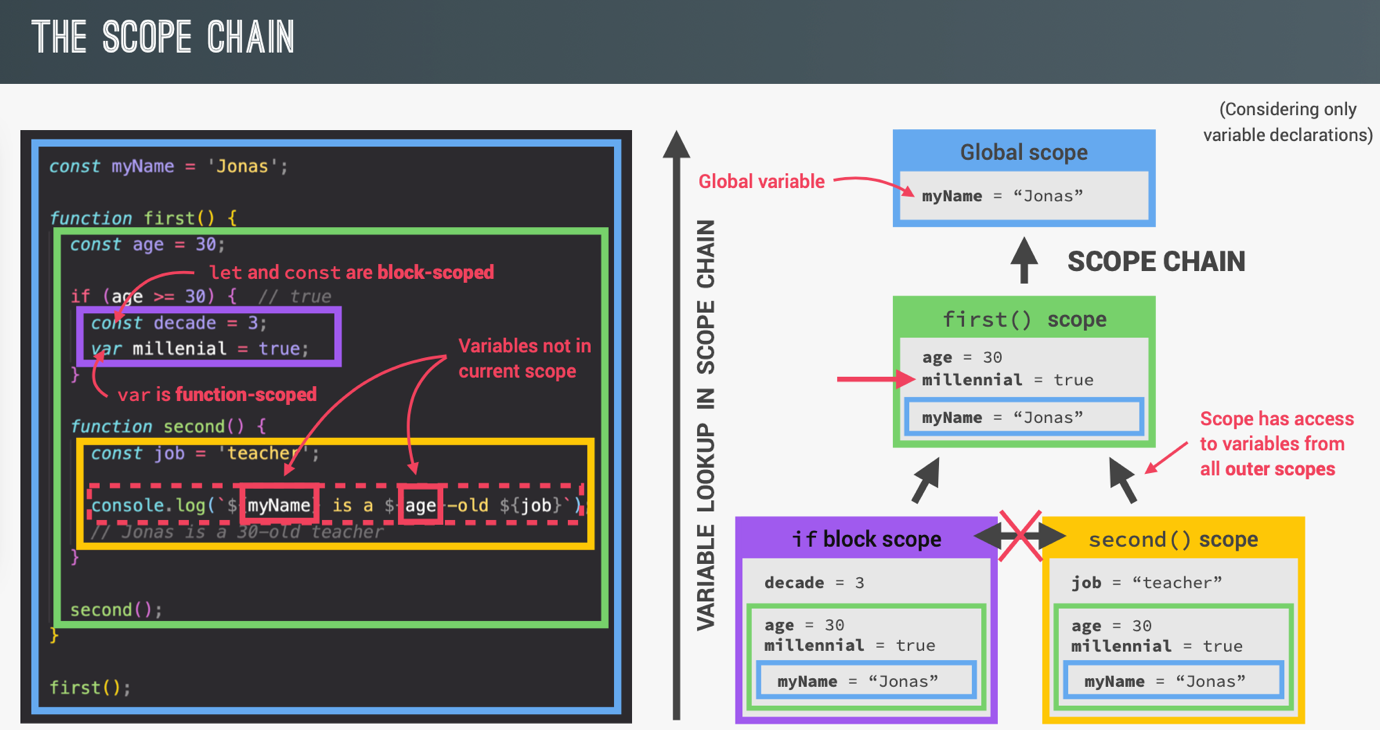 THE SCOPE CHAIN
(Considering only
variable declarations)
const myName = 'Jonas';
function first() {
const age = 30;
let and const are block-scoped
if (age >= 30) { // true
const decade = 3;
var millenial = true;
}
var is function-scoped
Variables not in
current scope
function second() {
const job = 'teacher';
console.log(`${myName} is a ${age}-old ${job}`)
// Jonas is a 30-old teacher
}
second();
}
first();
VARIABLE LOOKUP IN SCOPE CHAIN
Global variable
Global scope
myName = “Jonas”
SCOPE CHAIN
first() scope
age = 30
millennial = true
myName = “Jonas”
Scope has access
to variables from
all outer scopes
if block scope
decade = 3
age = 30
millennial = true
myName = “Jonas”
second() scope
job = “teacher”
age = 30
millennial = true
myName = “Jonas”